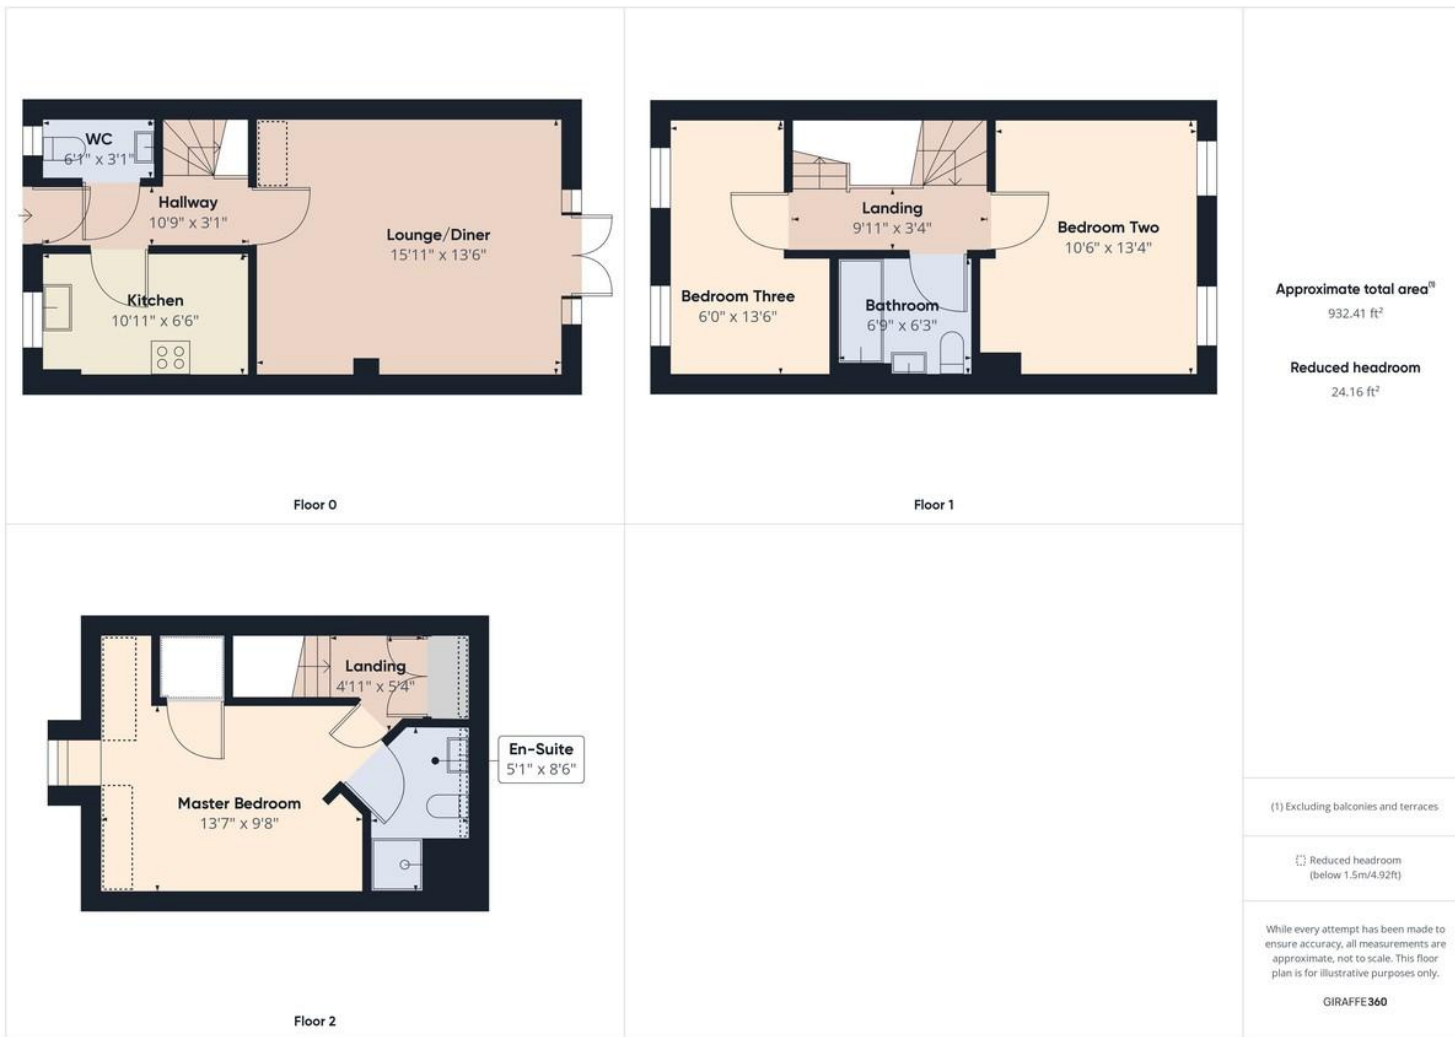 WC
6'1" x 3'1"
Hallway
10'9" x 3'1"
Lounge/Diner
15'11" x 13'6"
Kitchen
10'11" x 6'6"
Floor 0
Landing
9'11" x 3'4"
Bedroom Two
10'6" x 13'4"
Bedroom Three
6'0" x 13'6"
Bathroom
6'9" x 6'3"
Floor 1
Landing
4'11" x 5'4"
En-Suite
5'1" x 8'6"
Master Bedroom
13'7" x 9'8"
Floor 2
Approximate total area⁽¹⁾
932.41 ft²
Reduced headroom
24.16 ft²
(1) Excluding balconies and terraces
Reduced headroom
(below 1.5m/4.92ft)
While every attempt has been made to
ensure accuracy, all measurements are
approximate, not to scale. This floor
plan is for illustrative purposes only.
GIRAFFE360